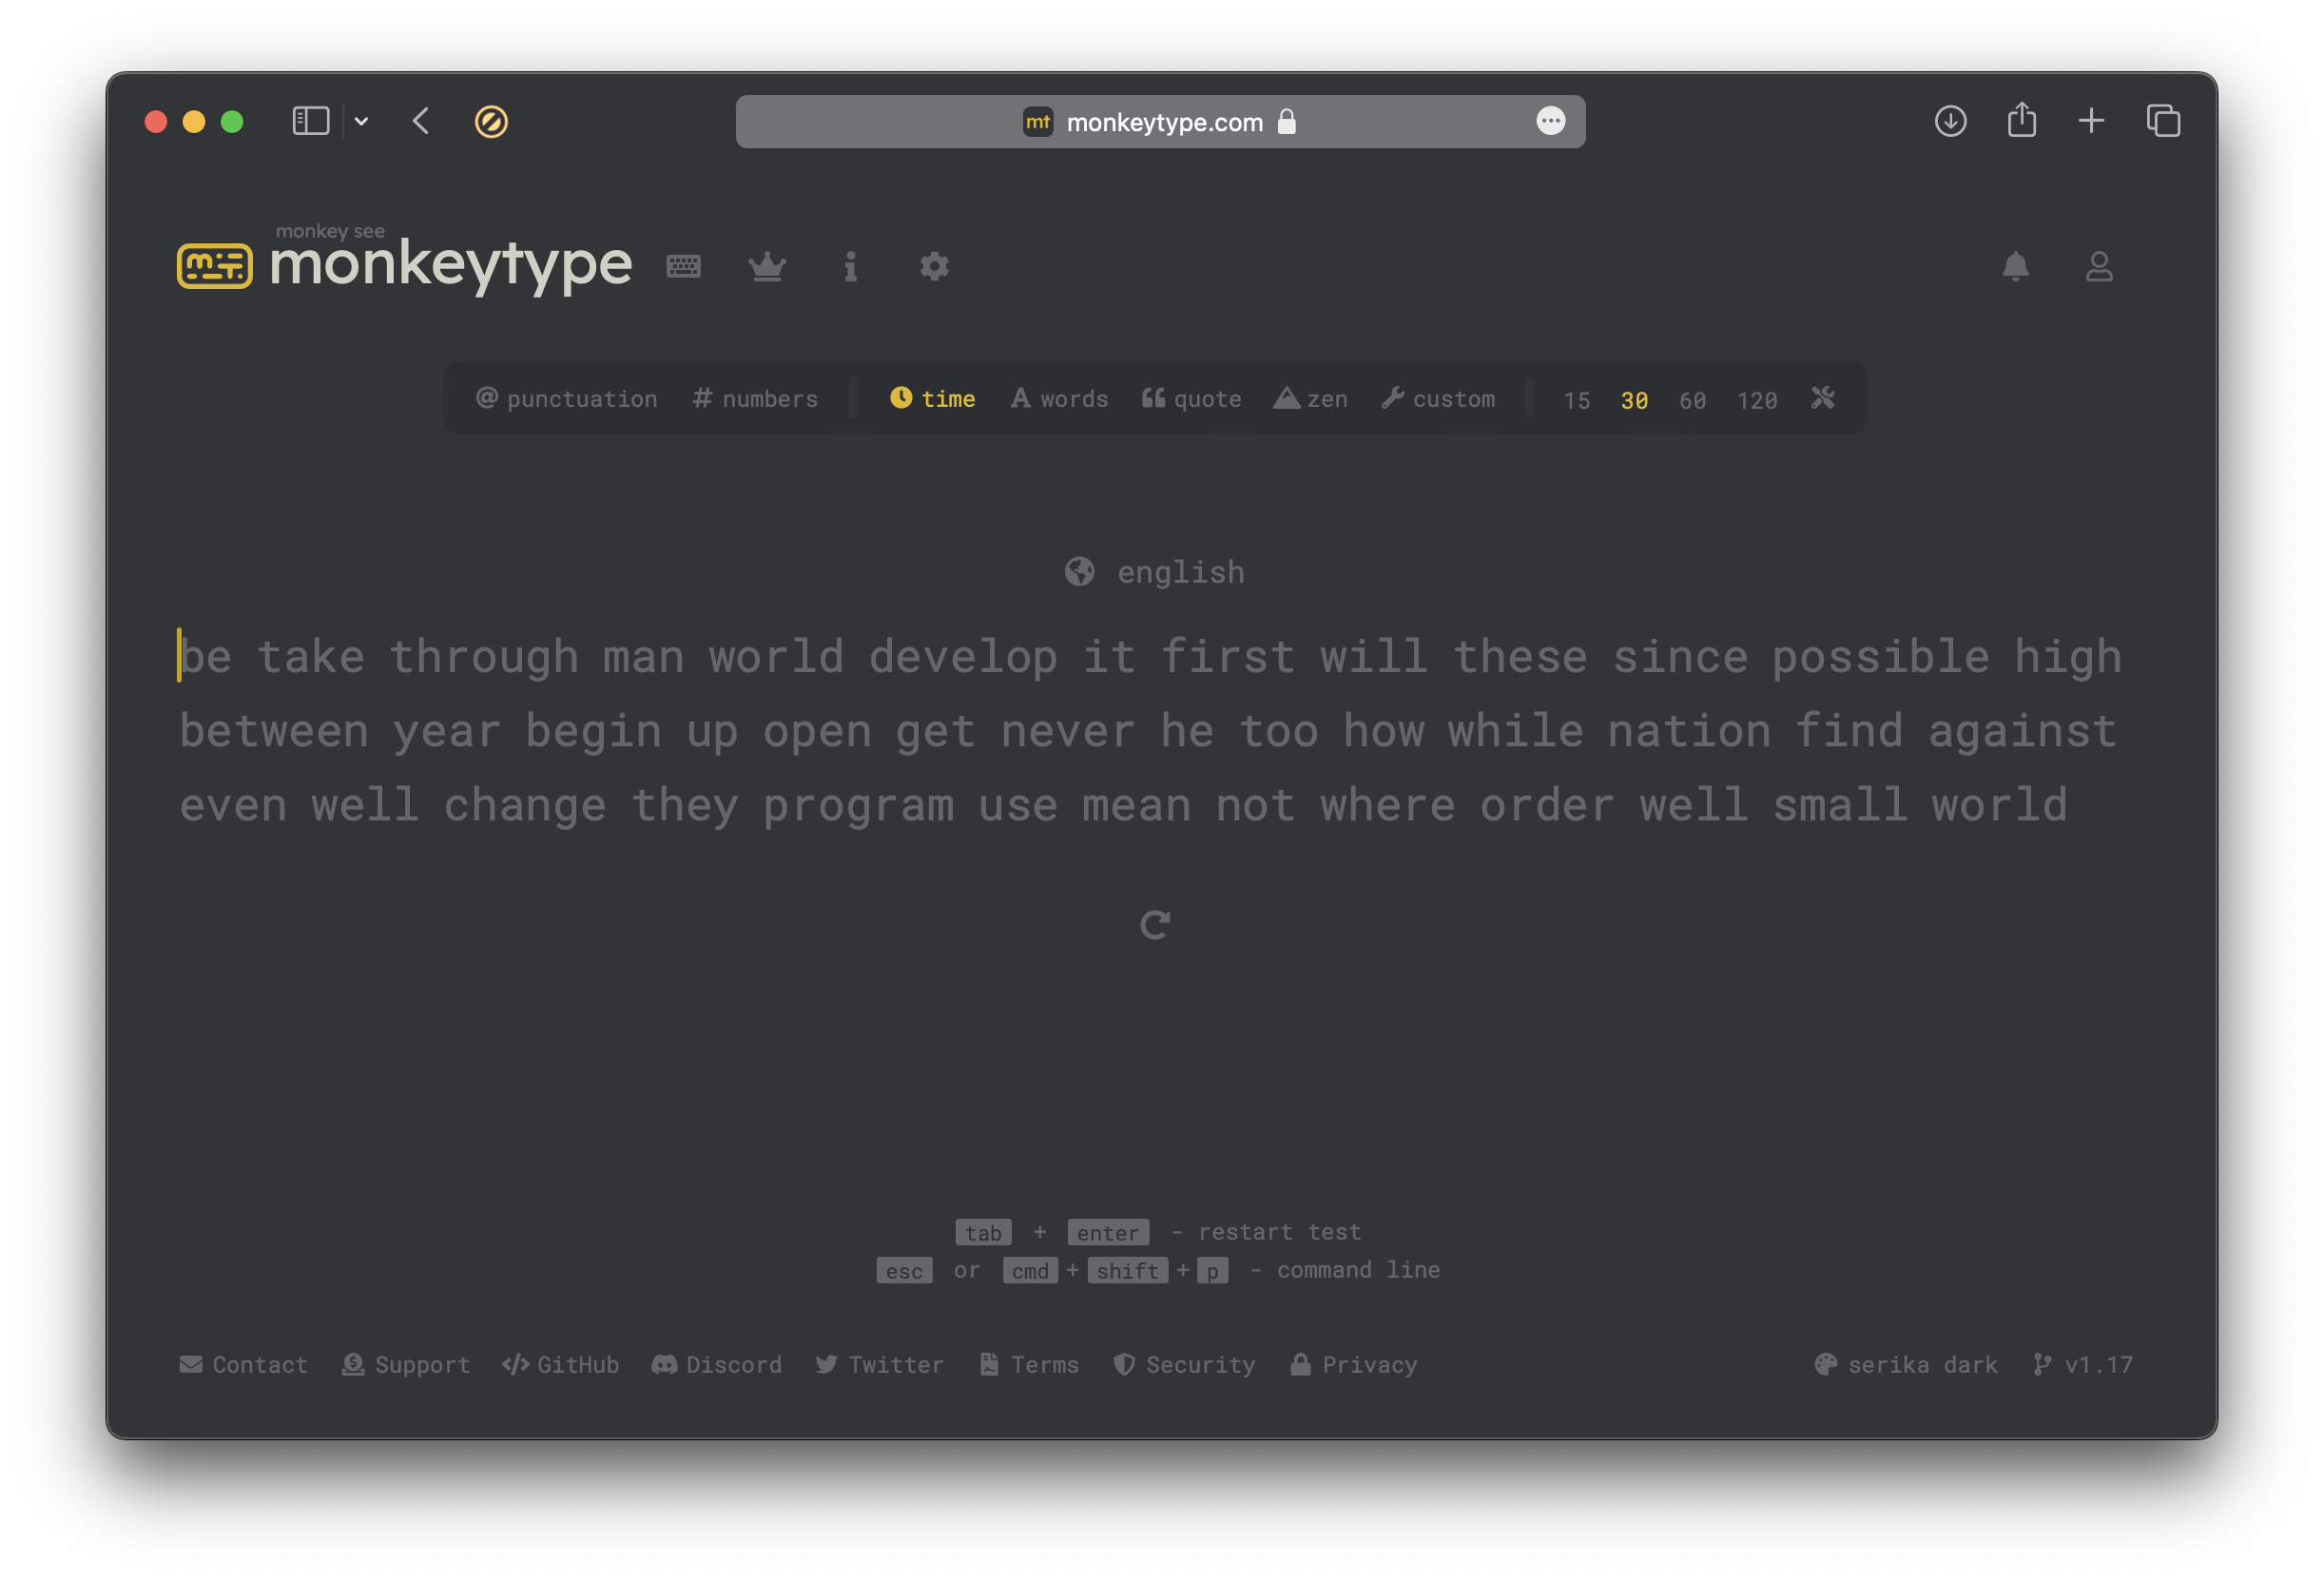 mt monkeytype.com
monkey see
monkeytype
@ punctuation # numbers time A words quote zen custom 15 30 60 120
english
be take through man world develop it first will these since possible high
between year begin up open get never he too how while nation find against
even well change they program use mean not where order well small world
tab + enter - restart test
esc or cmd + shift + p - command line
Contact Support </> GitHub Discord Twitter Terms Security Privacy serika dark v1.17